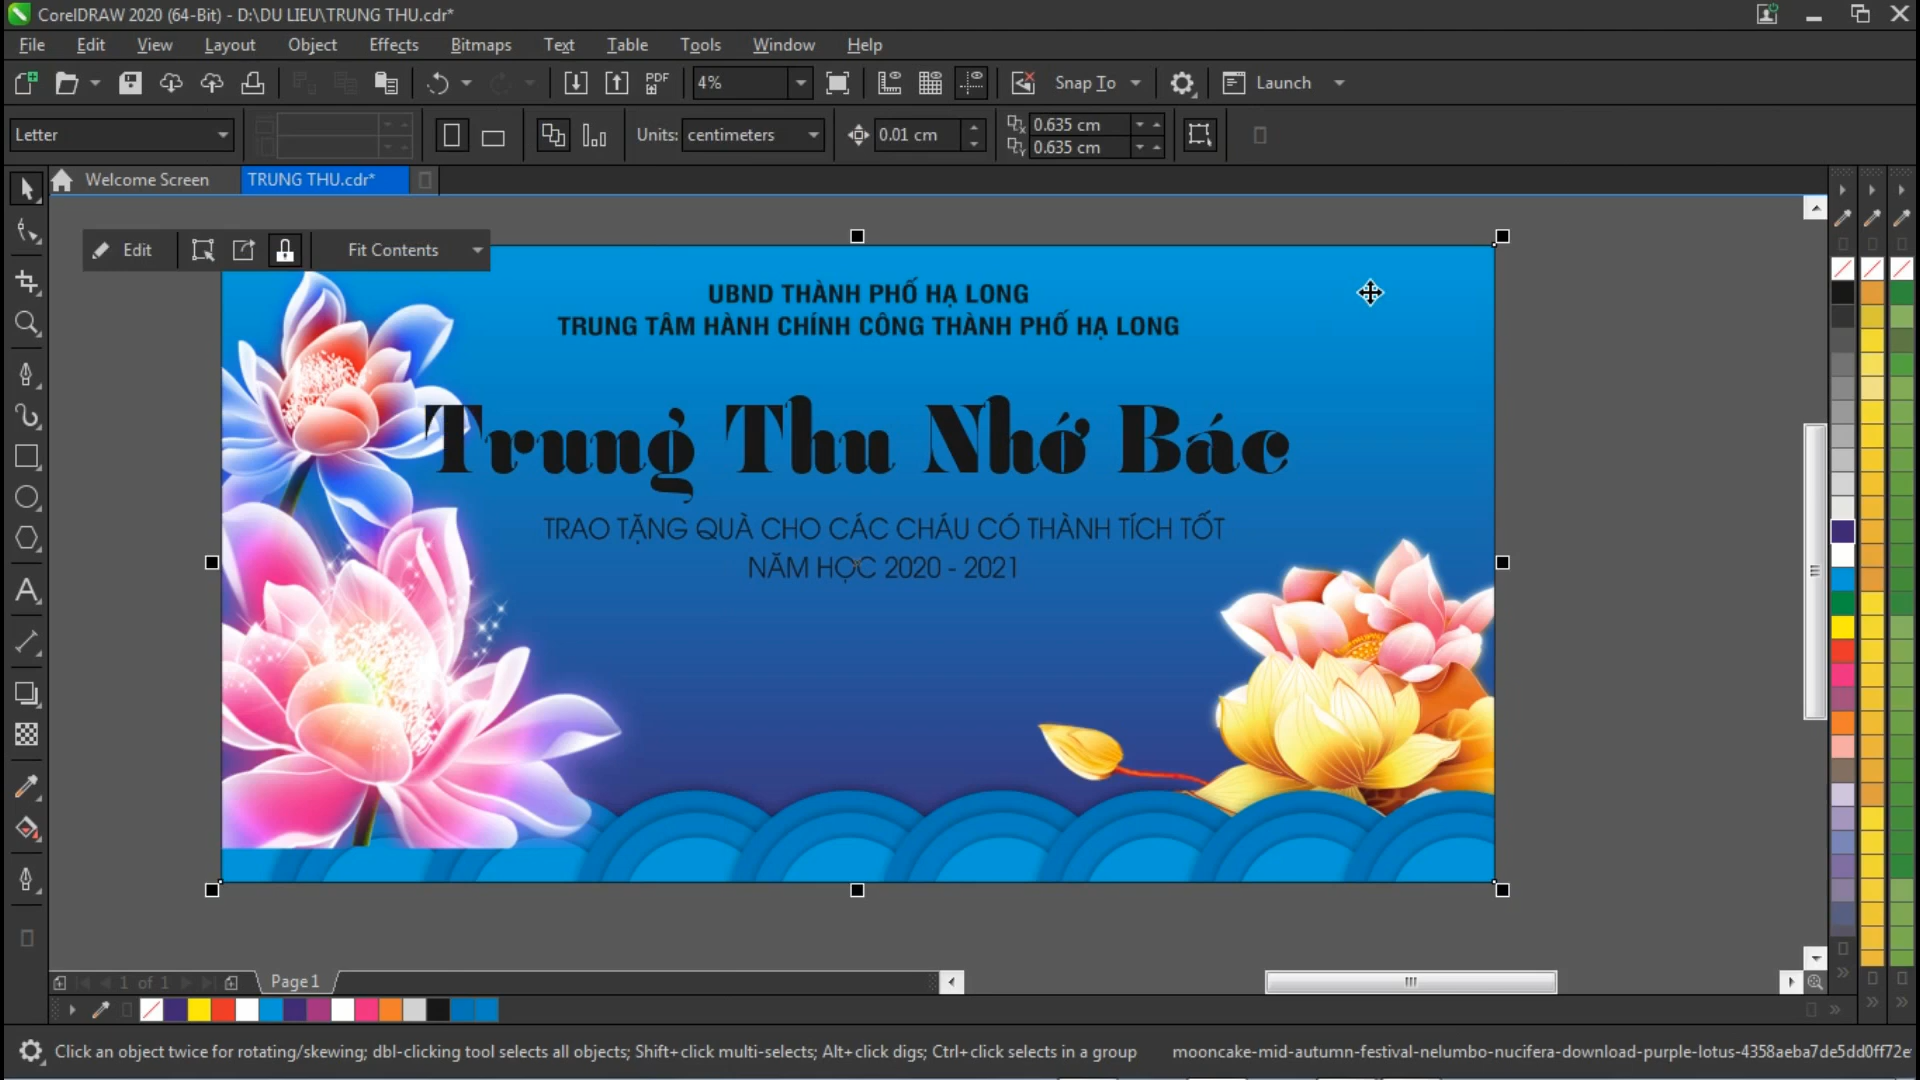 CorelDRAW 2020 (64-Bit) - D:\DU LIEU\TRUNG THU.cdr*
File Edit View Layout Object Effects Bitmaps Text Table Tools Window Help
PDF 4% Snap To Launch
Letter Units: centimeters 0.01 cm 0.635 cm
0.635 cm
Welcome Screen TRUNG THU.cdr*
Edit Fit Contents
UBND THÀNH PHỐ HẠ LONG
TRUNG TÂM HÀNH CHÍNH CÔNG THÀNH PHỐ HẠ LONG
Trung Thu Nhớ Bác
TRAO TẶNG QUÀ CHO CÁC CHÁU CÓ THÀNH TÍCH TỐT
NĂM HỌC 2020 - 2021
1 of 1 Page1
Click an object twice for rotating/skewing; dbl-clicking tool selects all objects; Shift+click multi-selects; Alt+click digs; Ctrl+click selects in a group mooncake-mid-autumn-festival-nelumbo-nucifera-download-purple-lotus-4358aeba7de5dd0ff72e